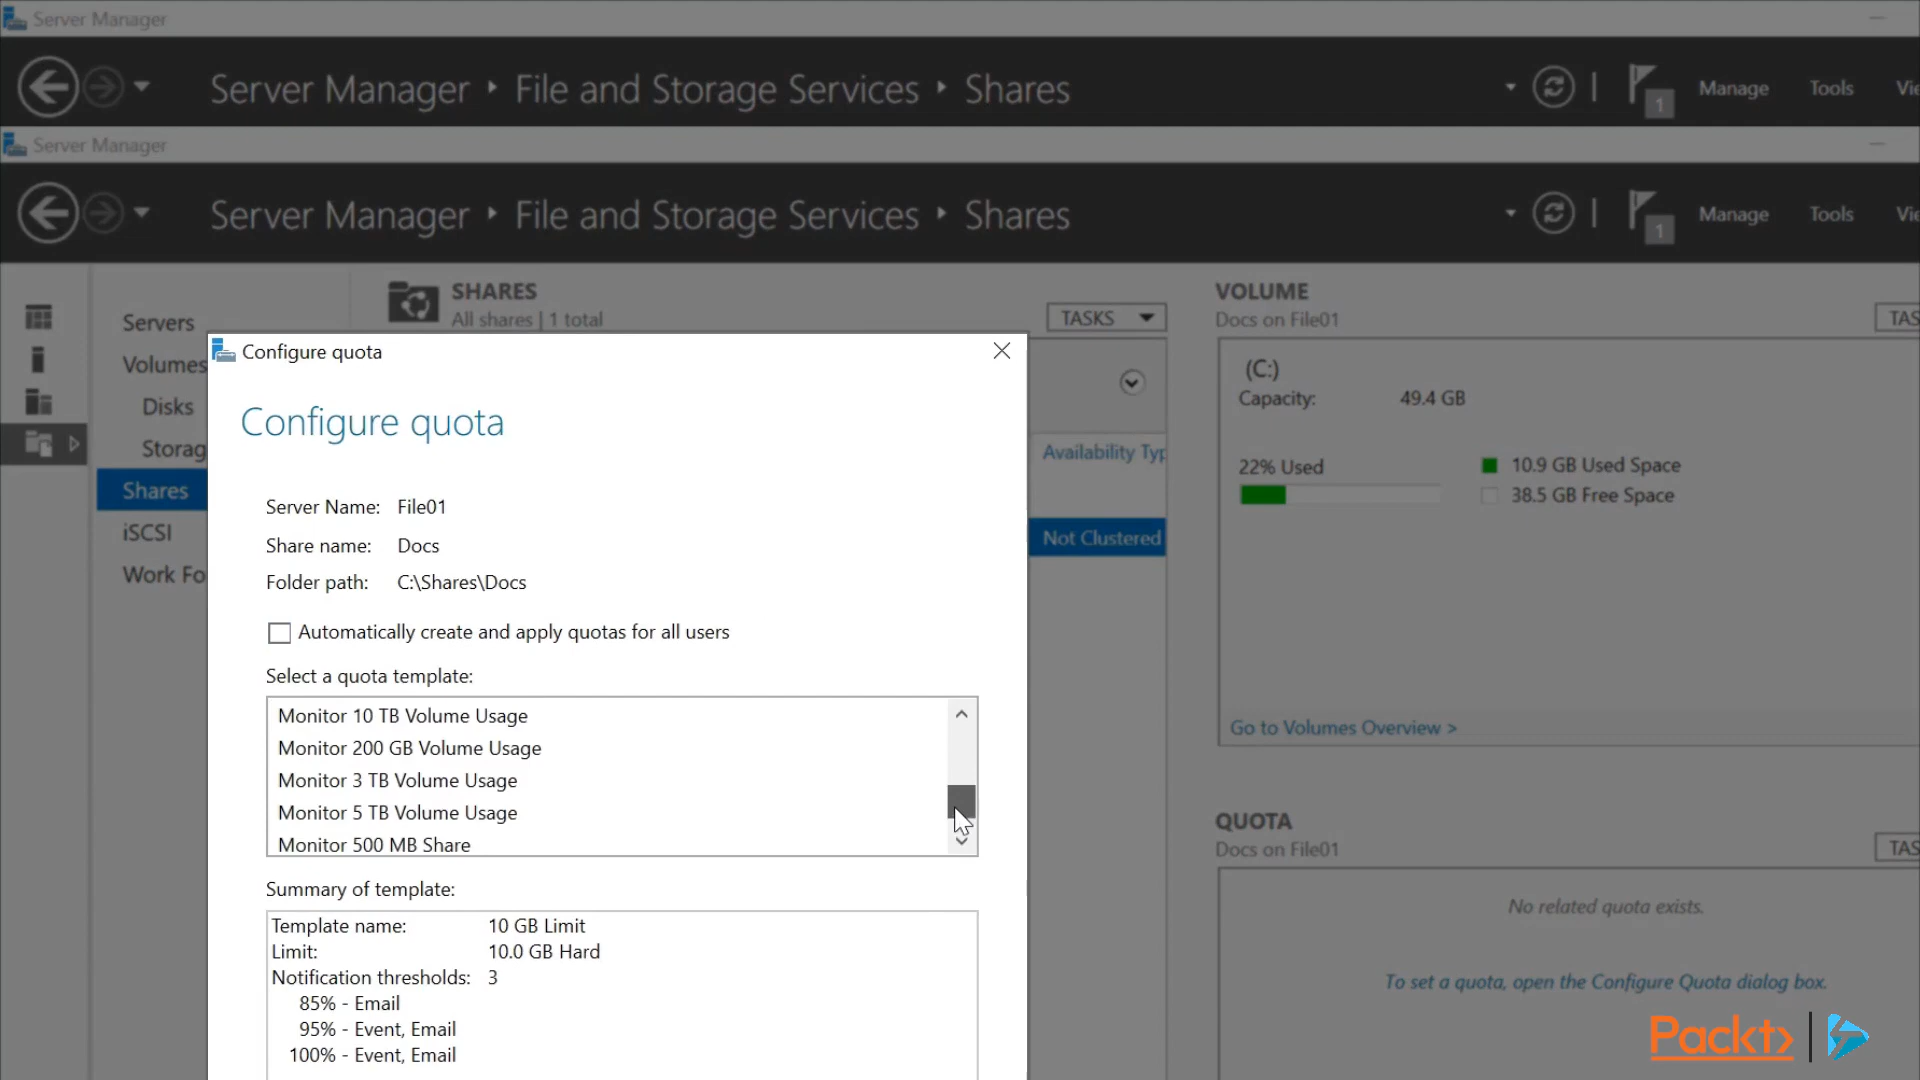 Server Manager
Server Manager File and Storage Services Shares
1 Manage Tools
Server Manager
Server Manager File and Storage Services Shares
1 Manage Tools
Servers
Volumes
Disks
Shares
iSCSI
SHARES
All shares | 1 total
TASKS
Not Clustered
VOLUME
Docs on File01
(C:)
Capacity: 49.4 GB
22% Used
10.9 GB Used Space
38.5 GB Free Space
Go to Volumes Overview >
QUOTA
Docs on File01
No related quota exists.
To set a quota, open the Configure Quota dialog box.
Configure quota
Configure quota
Server Name: File01
Share name: Docs
Folder path: C:\Shares\Docs
Automatically create and apply quotas for all users
Select a quota template:
Monitor 10 TB Volume Usage
Monitor 200 GB Volume Usage
Monitor 3 TB Volume Usage
Monitor 5 TB Volume Usage
Monitor 500 MB Share
Summary of template:
Template name: 10 GB Limit
Limit: 10.0 GB Hard
Notification thresholds: 3
85% - Email
95% - Event, Email
100% - Event, Email
Packt